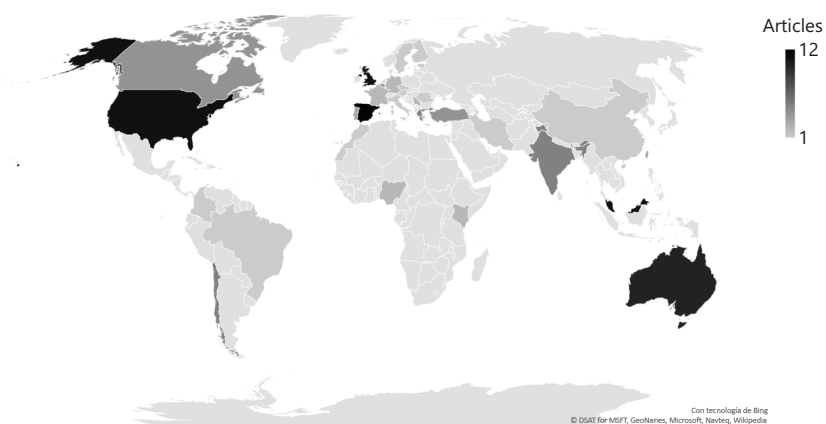 Articles
12
1
Con tecnología de Bing
© DSAT for MSFT, GeoNames, Microsoft, Navteq, Wikipedia